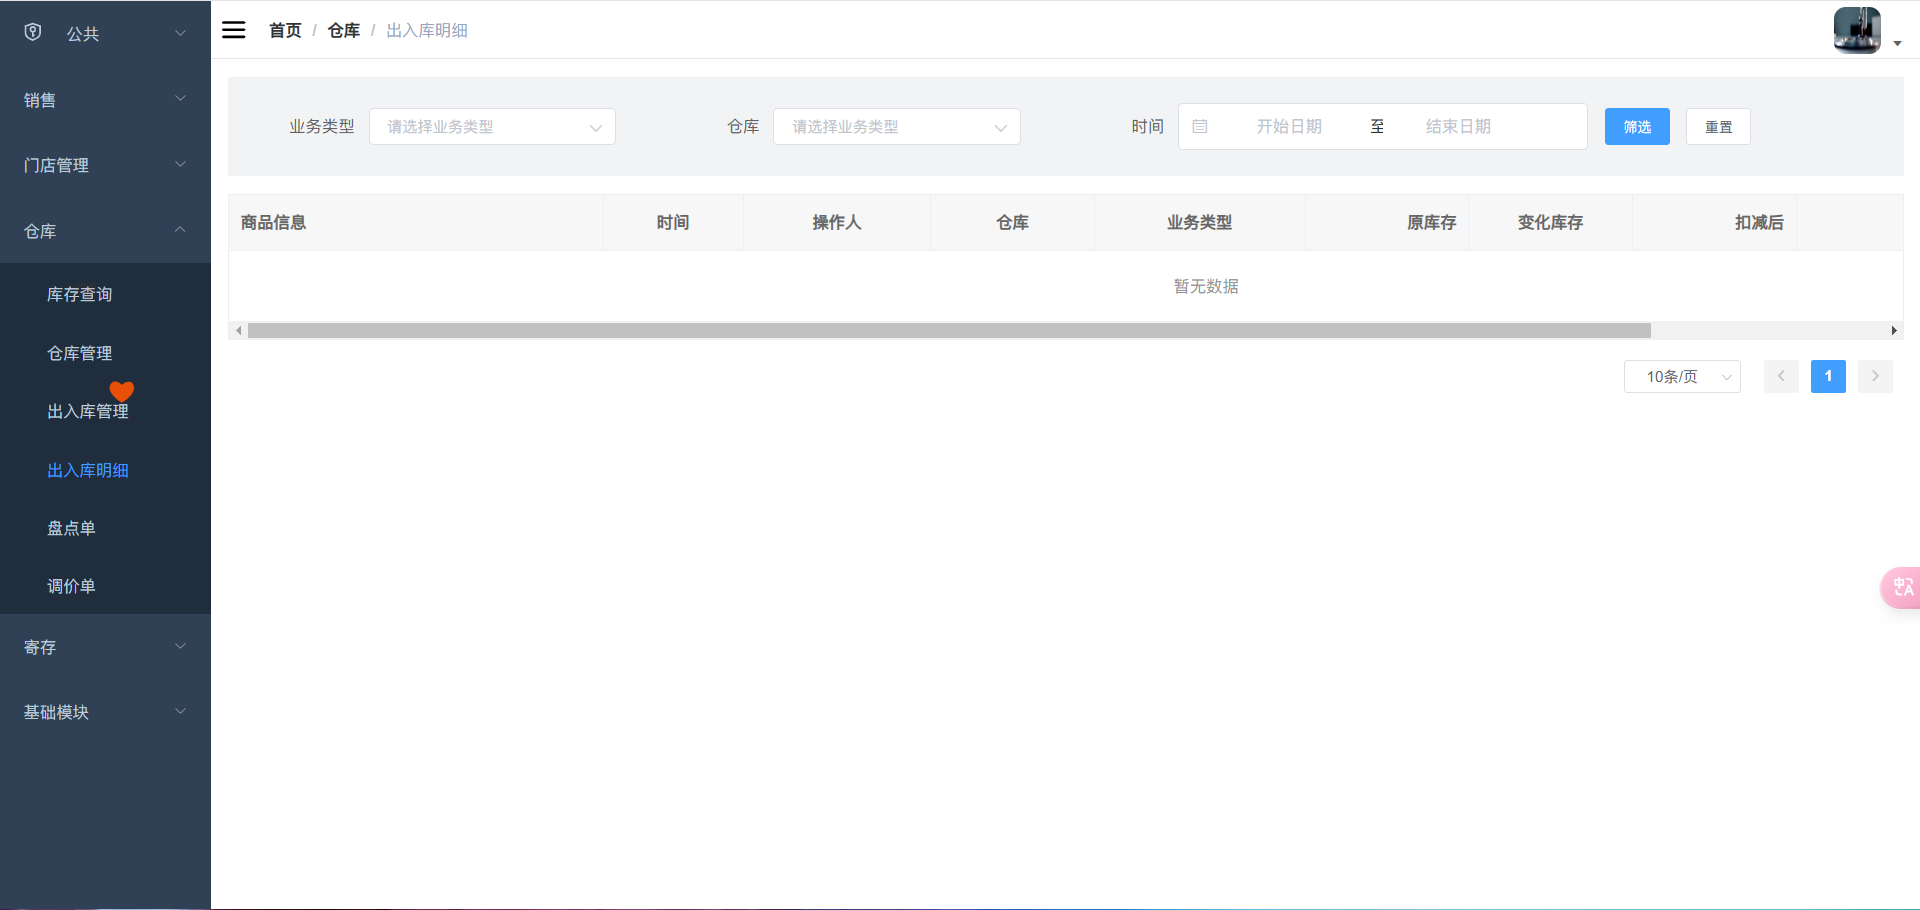 公共
销售
门店管理
仓库
库存查询
仓库管理
出入库管理
出入库明细
盘点单
调价单
寄存
基础模块
首页 / 仓库 / 出入库明细
业务类型 请选择业务类型 仓库 请选择业务类型 时间 开始日期 至 结束日期 筛选 重置
商品信息 时间 操作人 仓库 业务类型 原库存 变化库存 扣减后
暂无数据
10条/页 1
中A